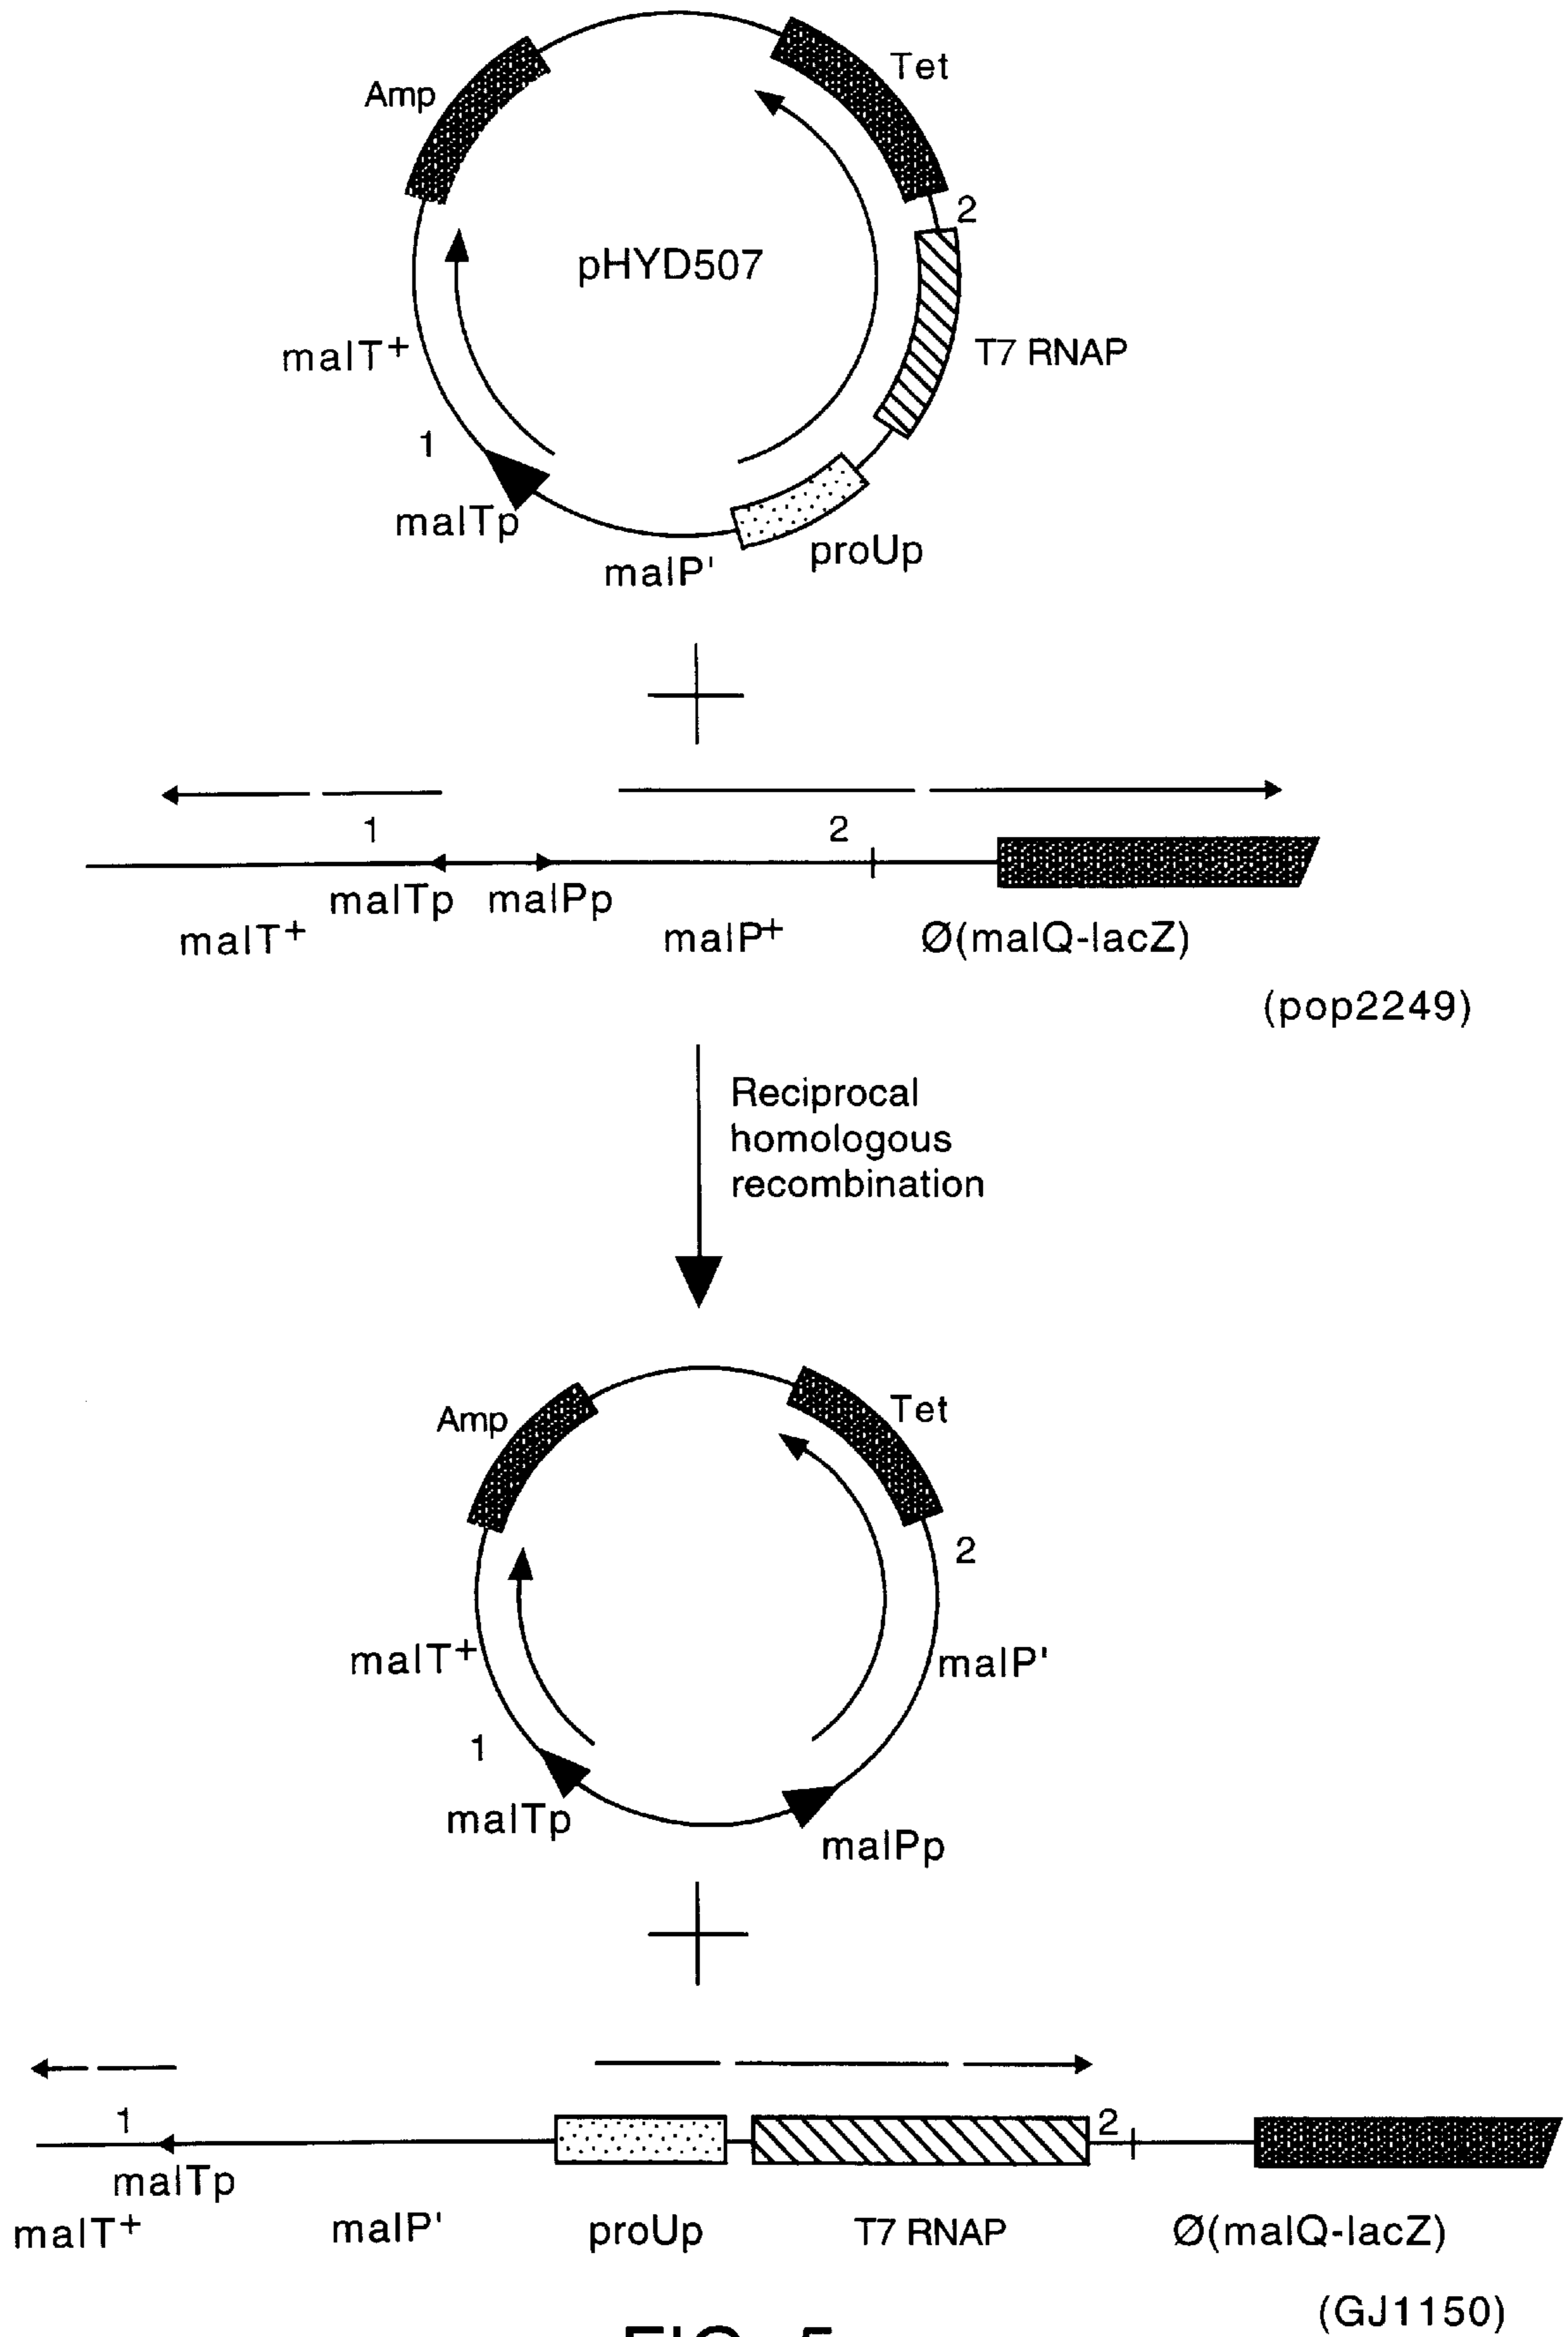 Tet
Amp
2
pHYD507
malT+
T7 RNAP
1
malTp
proUp
malP'
1
2
malTp
malPp
malT+
malP+
Ø(malQ-lacZ)
(pop2249)
Reciprocal
homologous
recombination
Tet
Amp
2
malT+
malP'
1
malTp
malPp
1
2
malTp
malT+
malP'
proUp
T7 RNAP
Ø(malQ-lacZ)
(GJ1150)